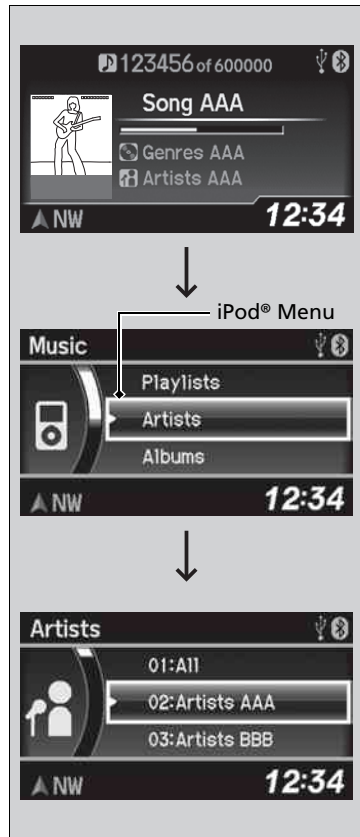 123456 of 600000
Song AAA
Genres AAA
Artists AAA
NW 12:34
iPod® Menu
Music
Playlists
Artists
Albums
NW 12:34
Artists
01:All
02:Artists AAA
03:Artists BBB
NW 12:34